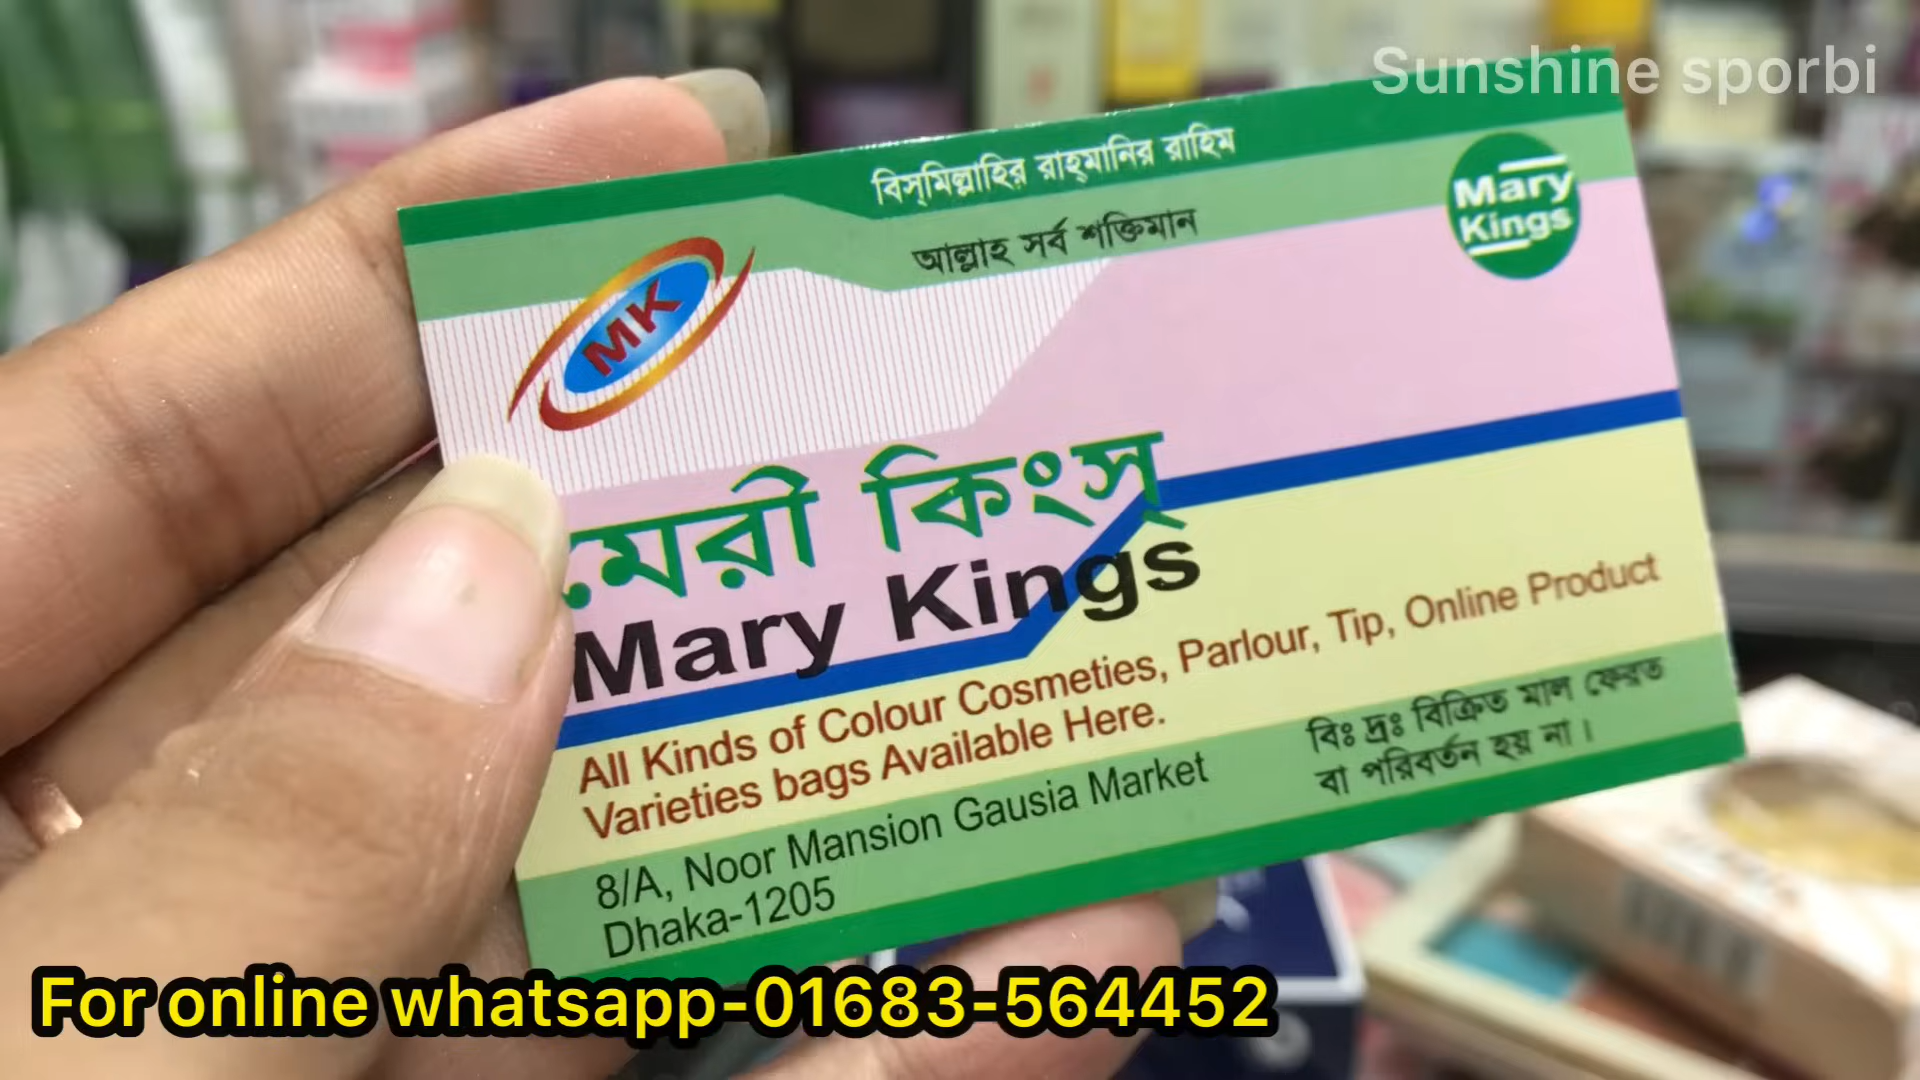 Sunshine sporbi
বিস্‌মিল্লাহির রাহ্‌মানির রাহিম
আল্লাহ সর্ব শক্তিমান
Mary
Kings
MK
মেরী কিংস্
Mary Kings
All Kinds of Colour Cosmeties, Parlour, Tip, Online Product
Varieties bags Available Here.
8/A, Noor Mansion Gausia Market
Dhaka-1205
বিঃ দ্রঃ বিক্রিত মাল ফেরত
বা পরিবর্তন হয় না।
For online whatsapp-01683-564452